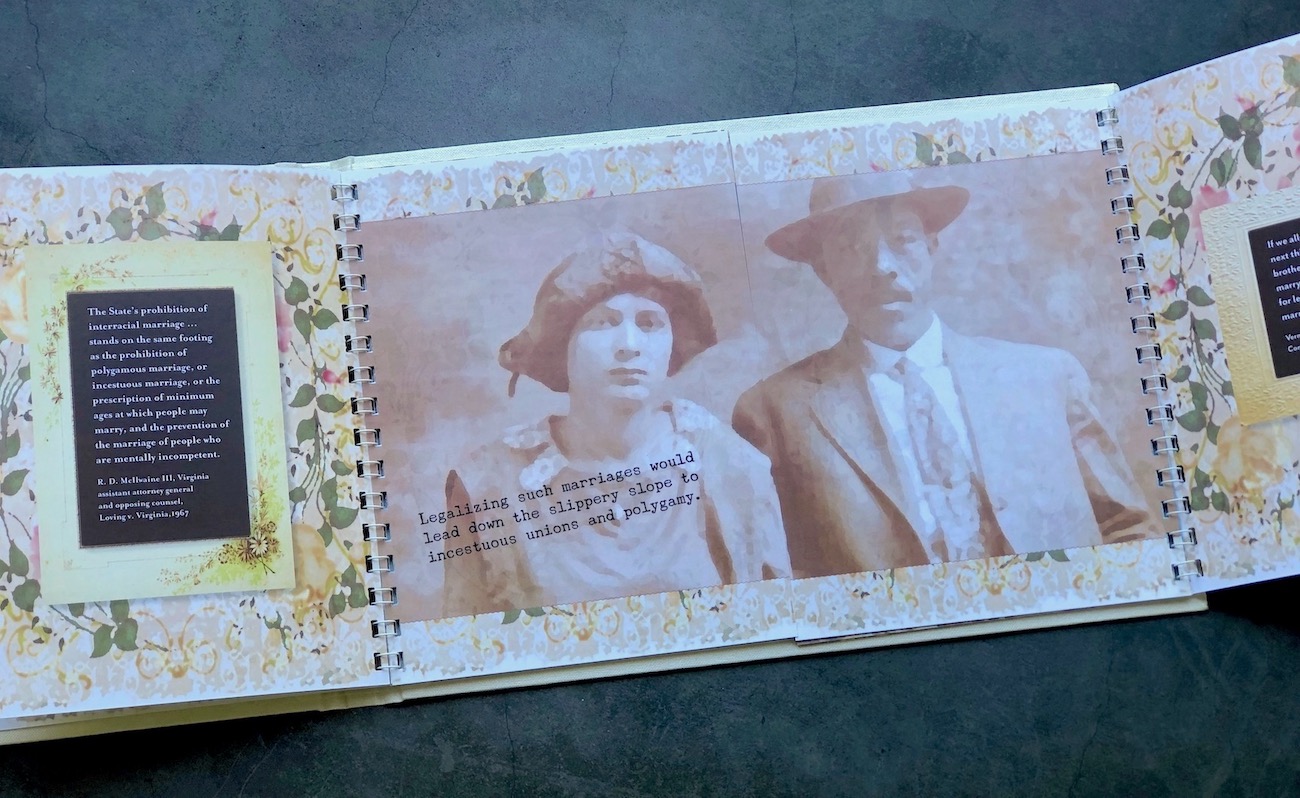 The State's prohibition of
interracial marriage ...
stands on the same footing
as the prohibition of
polygamous marriage, or
incestuous marriage, or the
prescription of minimum
ages at which people may
marry, and the prevention of
the marriage of people who
are mentally incompetent.
R. D. McIlwaine III, Virginia
assistant attorney general
and opposing counsel,
Loving v. Virginia, 1967
Legalizing such marriages would
lead down the slippery slope to
incestuous unions and polygamy.
If we all
next th
brothe
marry
for le
mar
Vern
Co